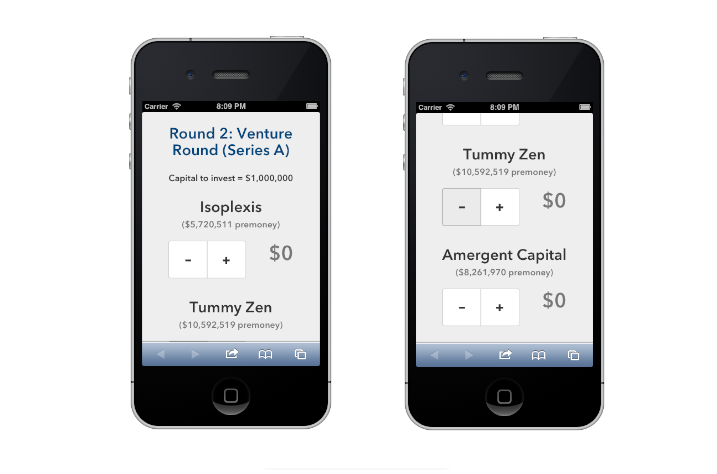 Carrier 8:09 PM
Round 2: Venture
Round (Series A)
Capital to invest = $1,000,000
Isoplexis
($5,720,511 premoney)
- + $0
Tummy Zen
($10,592,519 premoney)
Carrier 8:09 PM
Tummy Zen
($10,592,519 premoney)
- + $0
Amergent Capital
($8,261,970 premoney)
- + $0